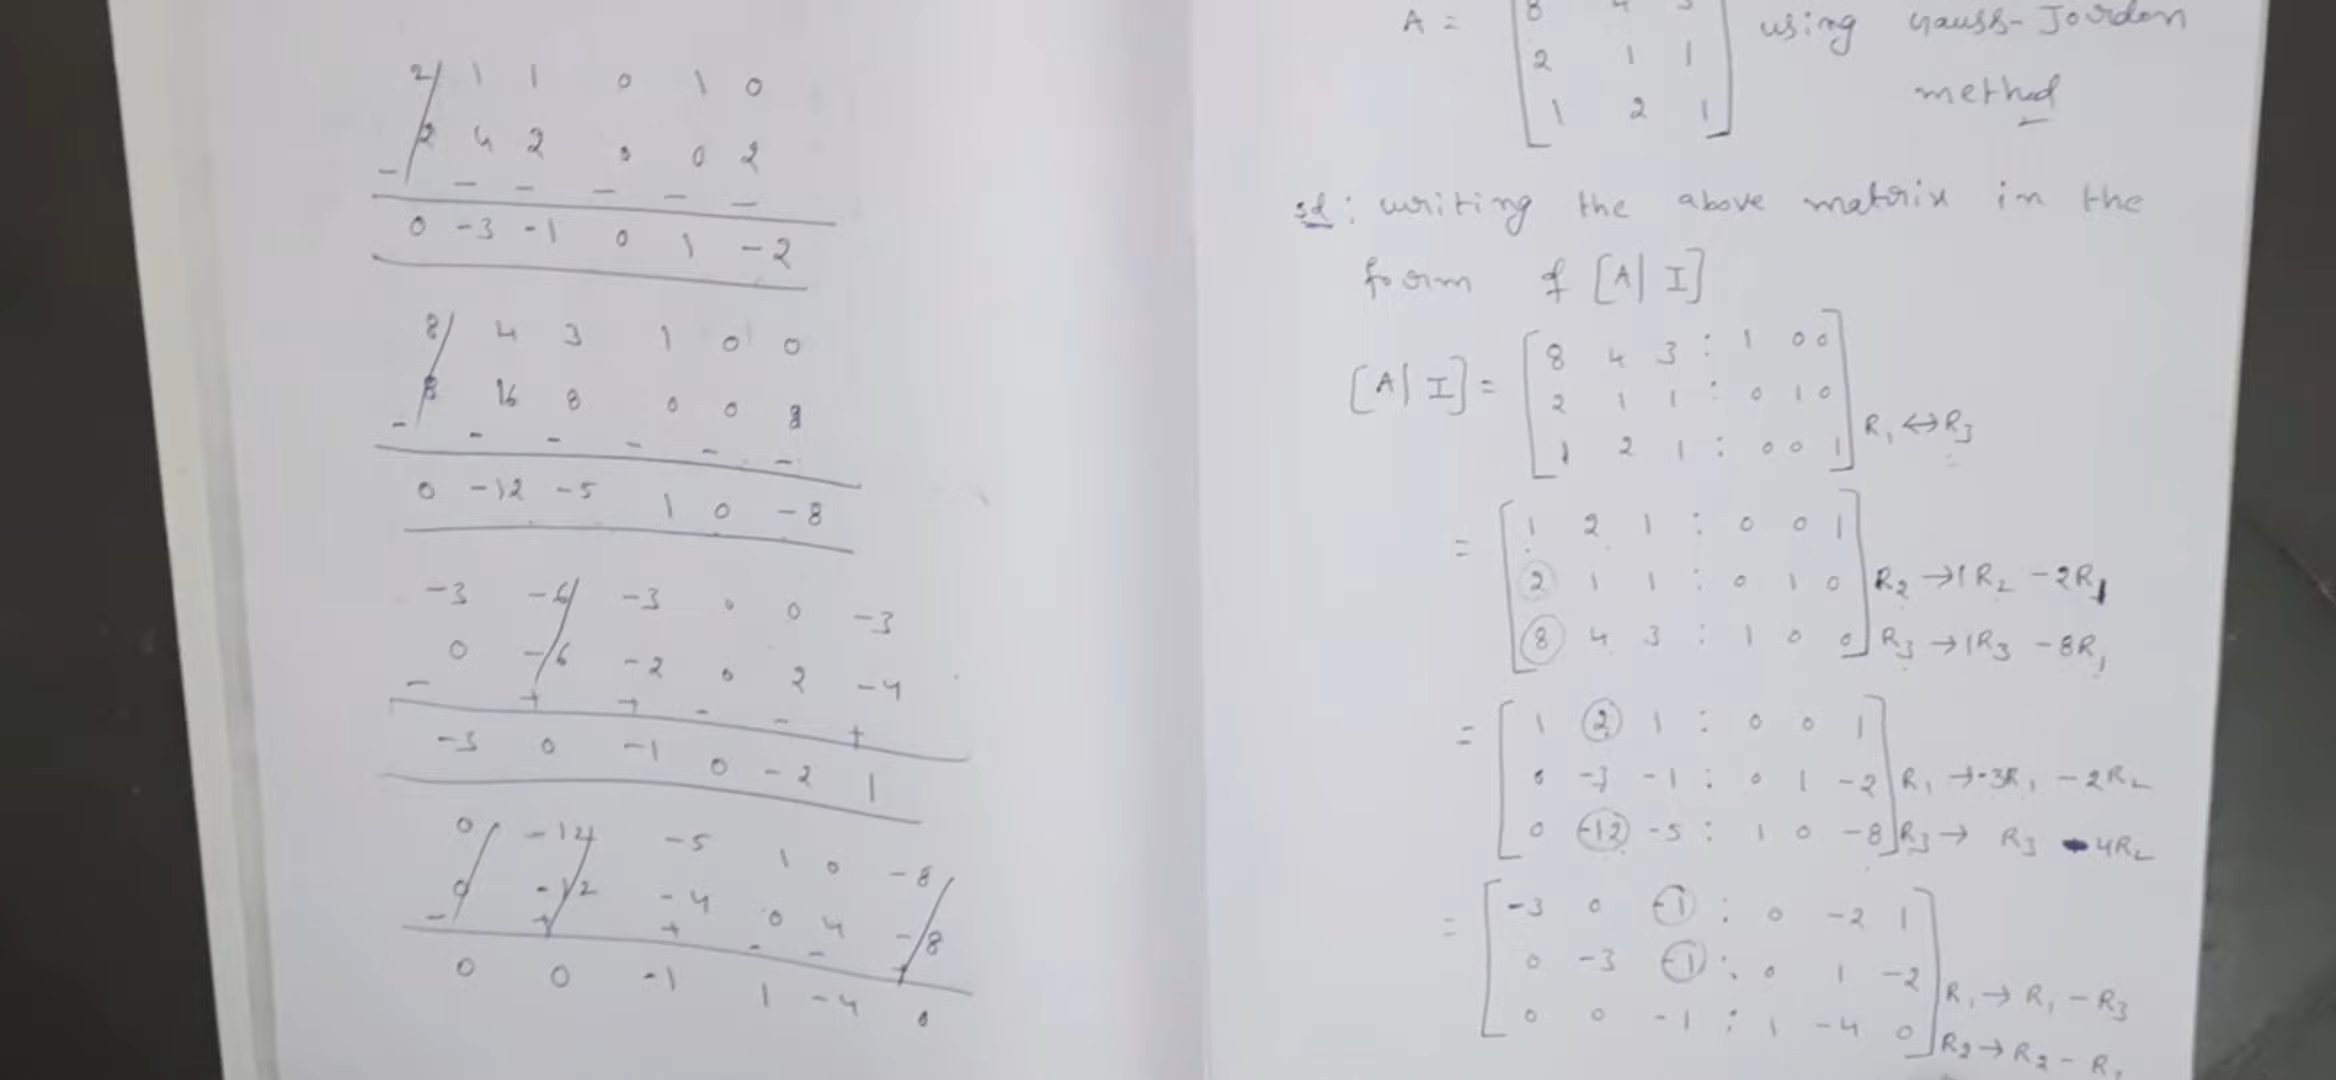 2 1 1 0 1 0
2 4 2 0 0 2
- - - - - -
0 -3 -1 0 1 -2
8 4 3 1 0 0
8 16 8 0 0 8
- - - - - -
0 -12 -5 1 0 -8
-3 -6 -3 0 0 -3
0 -6 -2 0 2 -4
- + + - - +
-3 0 -1 0 -2 1
0 -12 -5 1 0 -8
0 -12 -4 0 4 -8
- + + - - +
0 0 -1 1 -4 0
8 4 3
A = 2 1 1 using Gauss-Jordan
1 2 1 method
sol: writing the above matrix in the
form of [A| I]
8 4 3 : 1 0 0
[A| I] = 2 1 1 : 0 1 0
1 2 1 : 0 0 1 R1 ↔ R3
1 2 1 : 0 0 1
= 2 1 1 : 0 1 0 R2 → 1R2 - 2R1
8 4 3 : 1 0 0 R3 → 1R3 - 8R1
= 1 2 1 : 0 0 1
0 -3 -1 : 0 1 -2 R1 → -3R1 - 2R2
0 -12 -5 : 1 0 -8 R3 → R3 - 4R2
= -3 0 -1 : 0 -2 1
0 -3 -1 : 0 1 -2
R1 → R1 - R3
0 0 -1 : 1 -4 0
R2 → R2 -